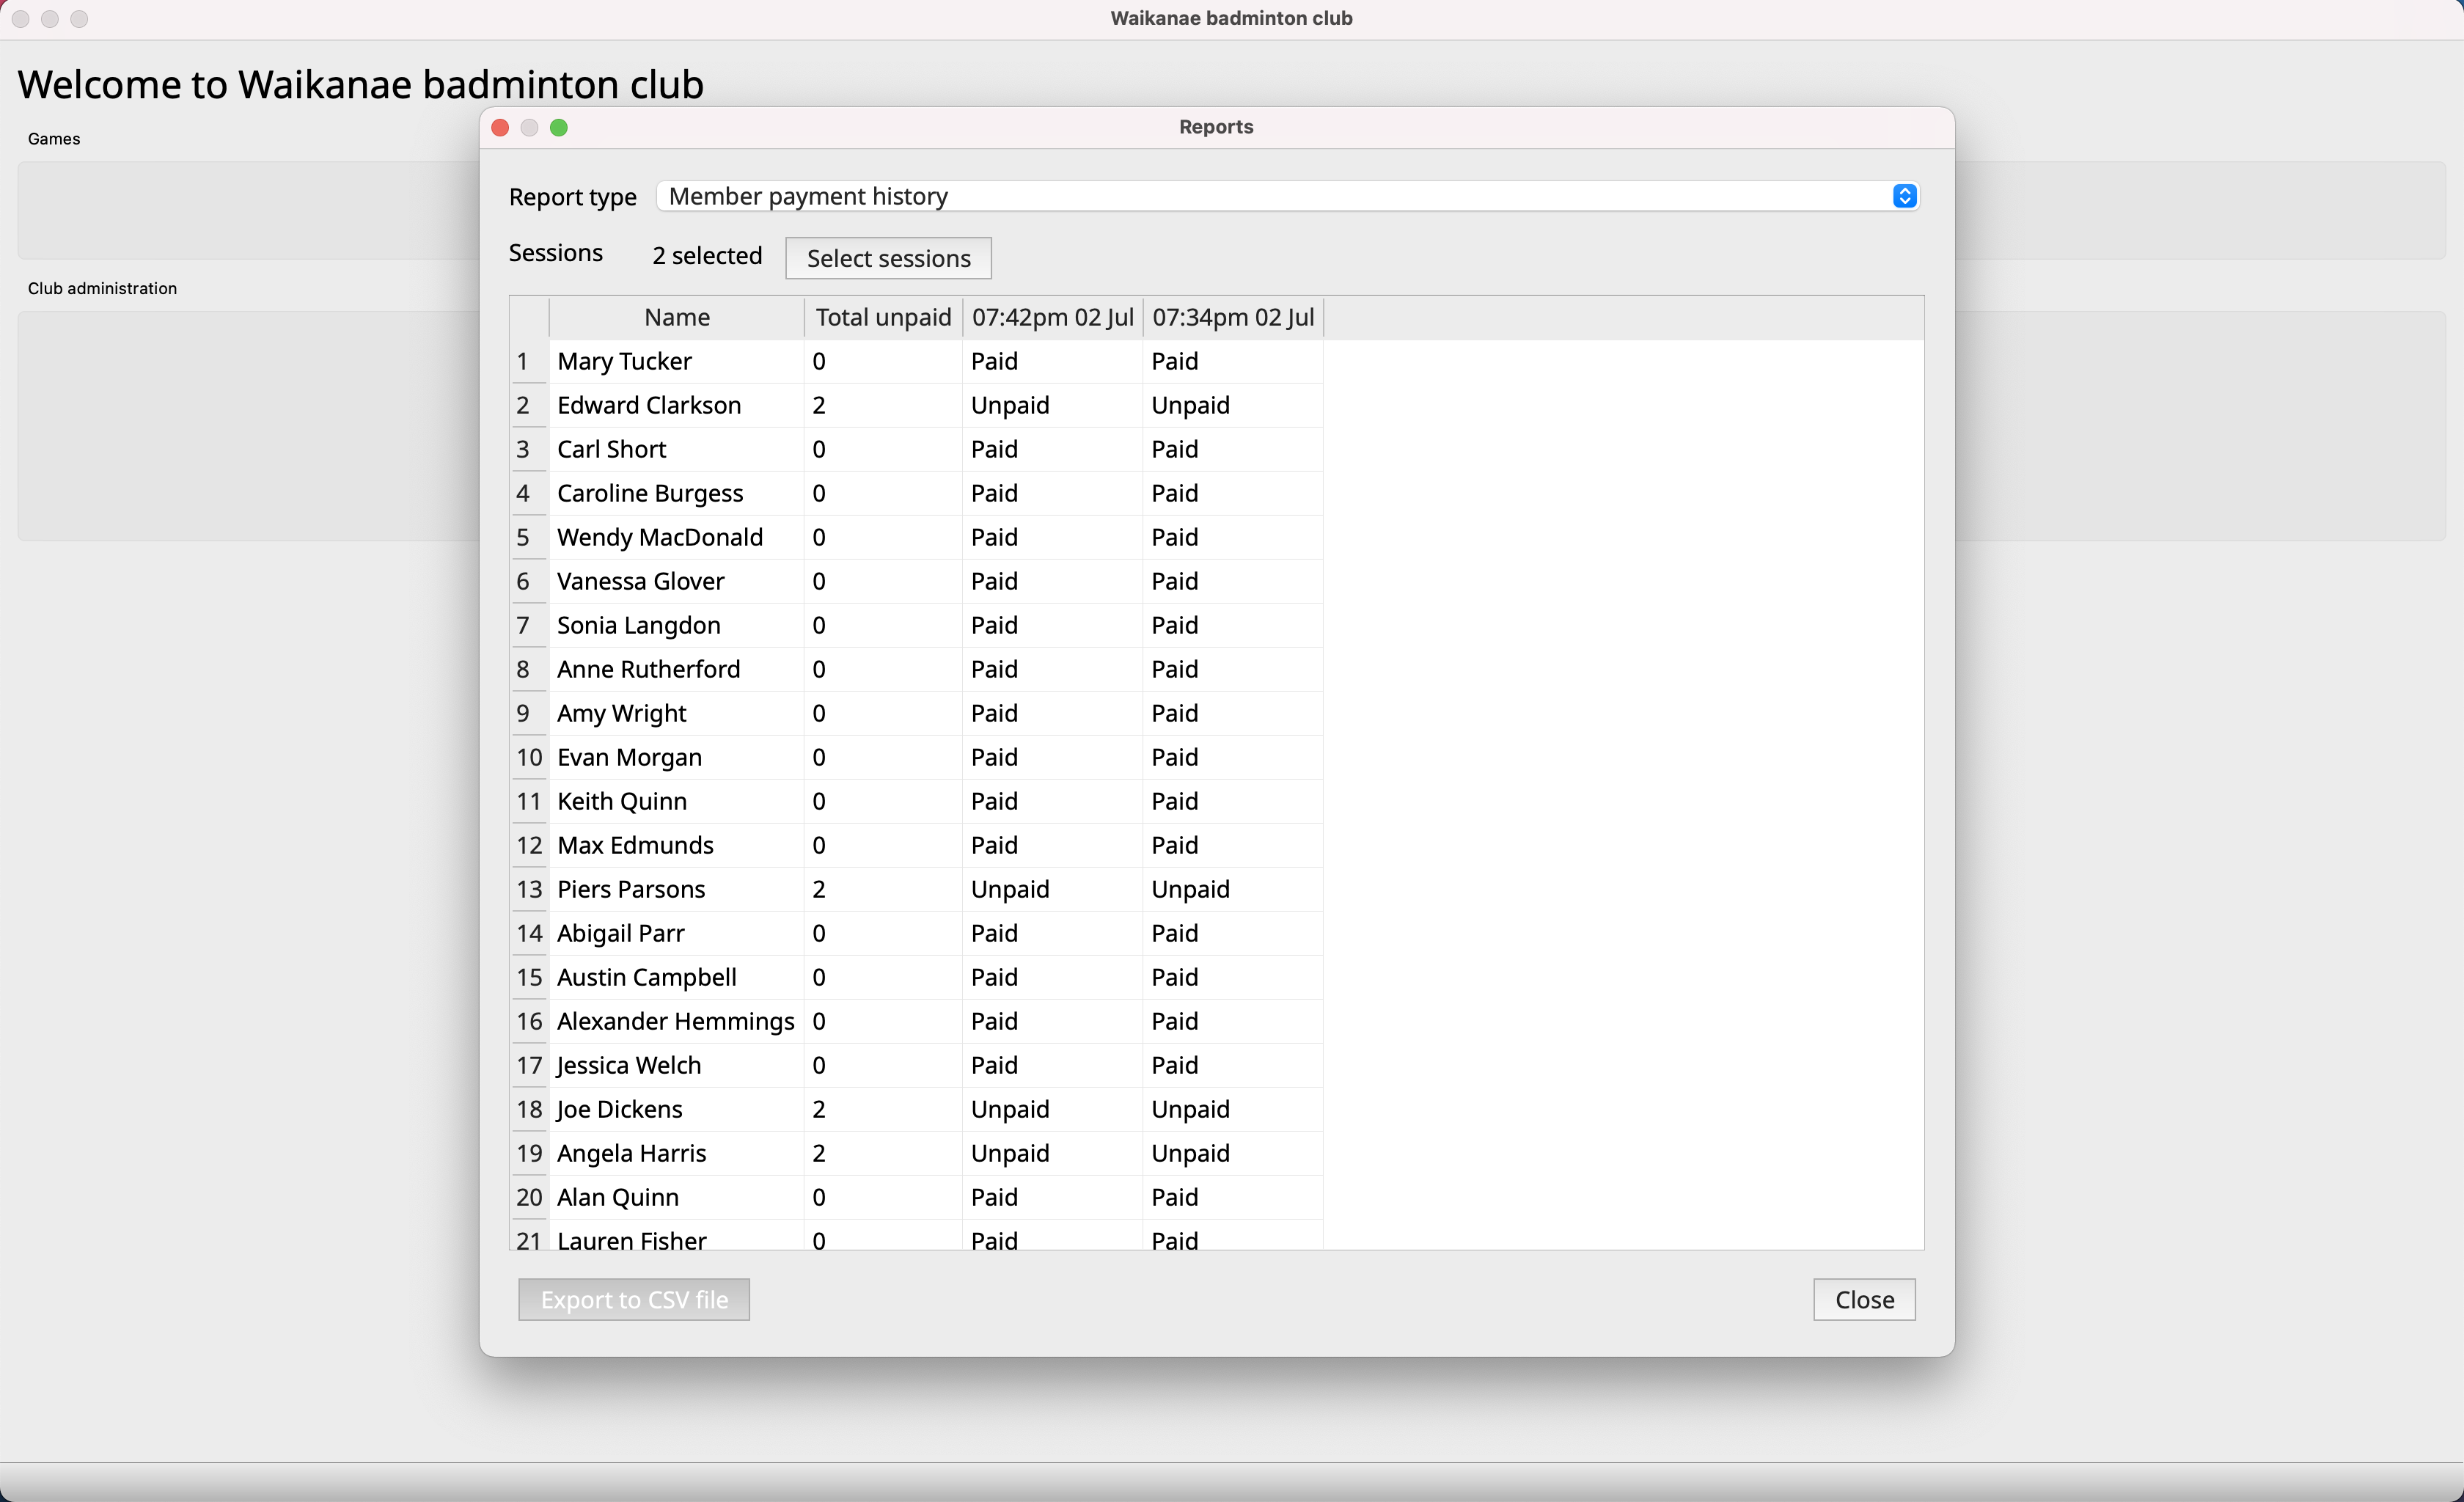 Waikanae badminton club
Welcome to Waikanae badminton club
Games
Club administration
Reports
Report type Member payment history
Sessions 2 selected Select sessions
Name Total unpaid 07:42pm 02 Jul 07:34pm 02 Jul
1 Mary Tucker 0 Paid Paid
2 Edward Clarkson 2 Unpaid Unpaid
3 Carl Short 0 Paid Paid
4 Caroline Burgess 0 Paid Paid
5 Wendy MacDonald 0 Paid Paid
6 Vanessa Glover 0 Paid Paid
7 Sonia Langdon 0 Paid Paid
8 Anne Rutherford 0 Paid Paid
9 Amy Wright 0 Paid Paid
10 Evan Morgan 0 Paid Paid
11 Keith Quinn 0 Paid Paid
12 Max Edmunds 0 Paid Paid
13 Piers Parsons 2 Unpaid Unpaid
14 Abigail Parr 0 Paid Paid
15 Austin Campbell 0 Paid Paid
16 Alexander Hemmings 0 Paid Paid
17 Jessica Welch 0 Paid Paid
18 Joe Dickens 2 Unpaid Unpaid
19 Angela Harris 2 Unpaid Unpaid
20 Alan Quinn 0 Paid Paid
21 Lauren Fisher 0 Paid Paid
Export to CSV file Close